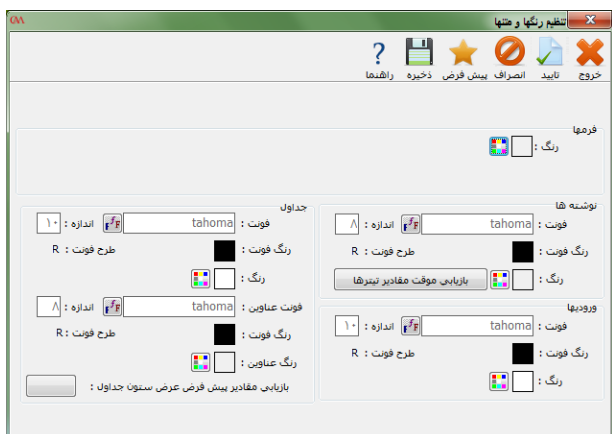 تنظیم رنگها و متنها
خروج تایید انصراف پیش فرض ذخیره راهنما
فرمها
رنگ :
نوشته ها
فونت : tahoma اندازه : ۸
رنگ فونت : طرح فونت : R
رنگ : بازیابی موقت مقادیر تیترها
ورودیها
فونت : tahoma اندازه : ۱۰
رنگ فونت : طرح فونت : R
رنگ :
جداول
فونت : tahoma اندازه : ۱۰
رنگ فونت : طرح فونت : R
رنگ :
فونت عناوین : tahoma اندازه : ۸
رنگ فونت : طرح فونت : R
رنگ عناوین :
بازیابی مقادیر پیش فرض عرض ستون جداول :